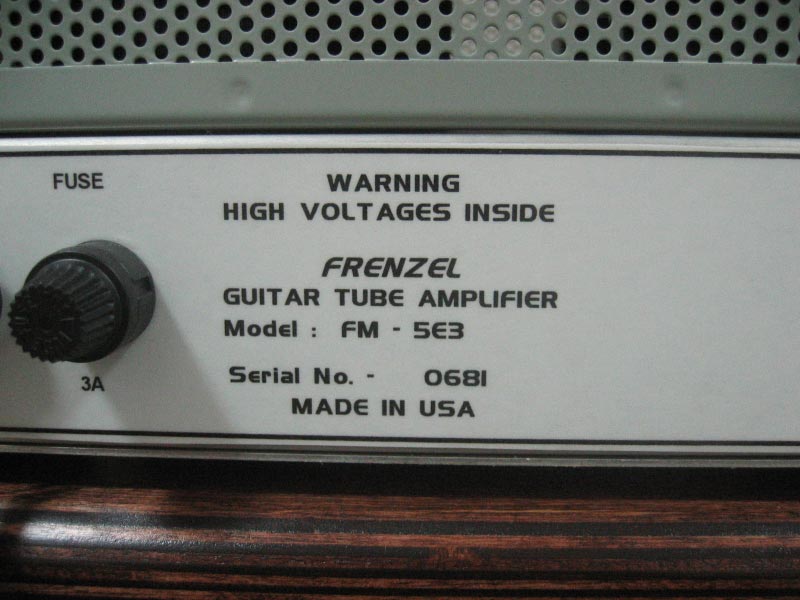 FUSE
WARNING
HIGH VOLTAGES INSIDE
FRENZEL
GUITAR TUBE AMPLIFIER
Model : FM - 5E3
3A
Serial No. - 0681
MADE IN USA